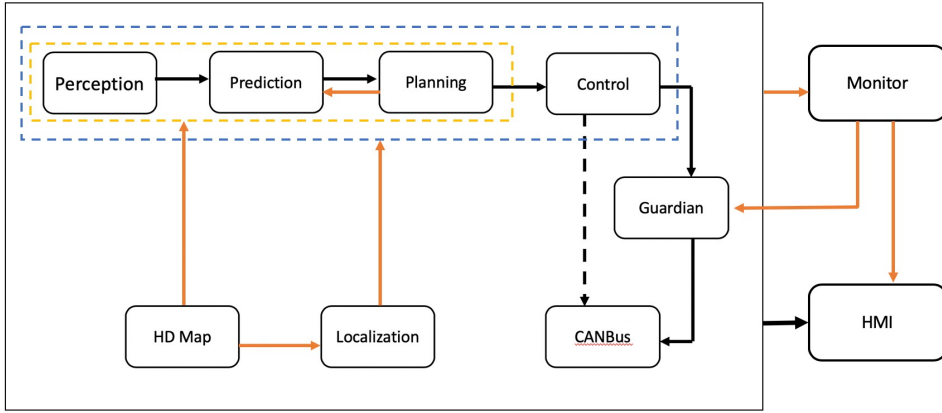 Perception
Prediction
Planning
Control
Monitor
Guardian
HD Map
Localization
CANBus
HMI